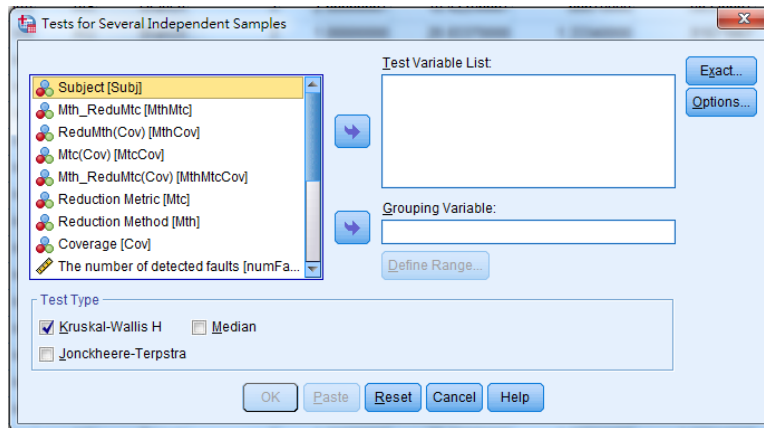 Tests for Several Independent Samples
Subject [Subj]
Mth_ReduMtc [MthMtc]
ReduMth(Cov) [MthCov]
Mtc(Cov) [MtcCov]
Mth_ReduMtc(Cov) [MthMtcCov]
Reduction Metric [Mtc]
Reduction Method [Mth]
Coverage [Cov]
The number of detected faults [numFa...
Test Variable List:
Grouping Variable:
Define Range...
Exact...
Options...
Test Type
Kruskal-Wallis H Median
Jonckheere-Terpstra
OK Paste Reset Cancel Help